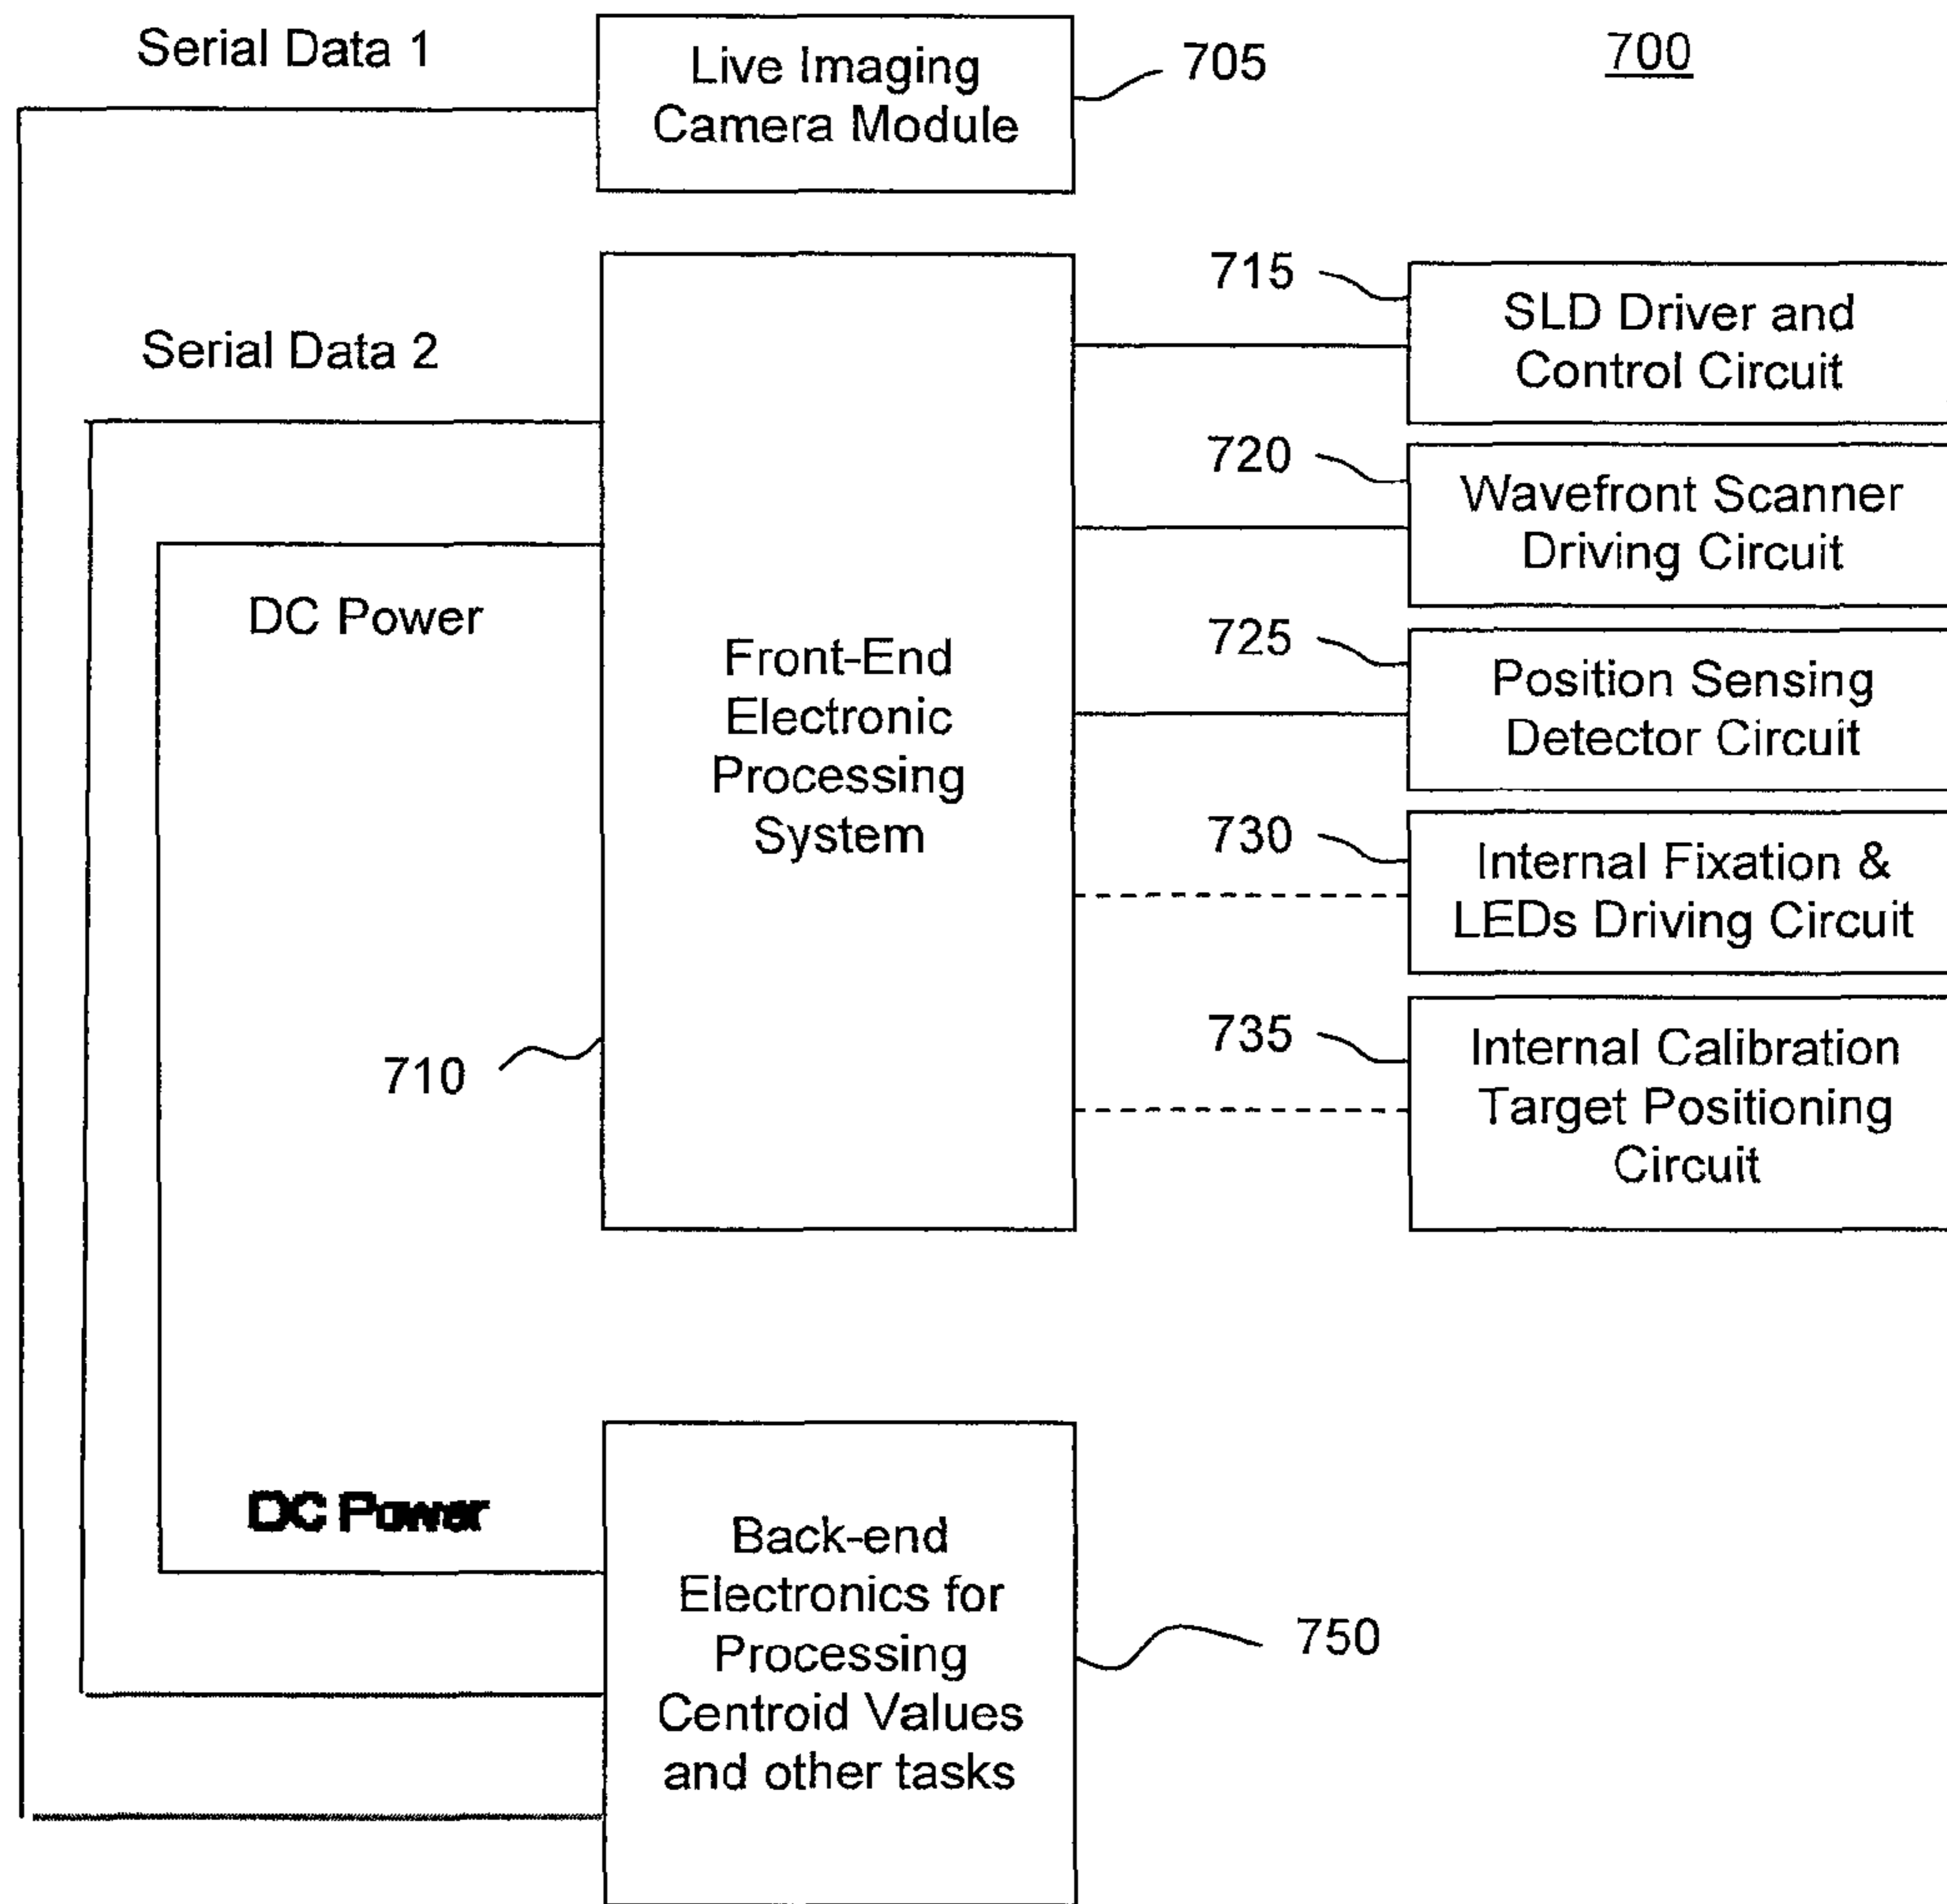 Serial Data 1
Live Imaging
Camera Module
705
700
Serial Data 2
DC Power
Front-End
Electronic
Processing
System
710
715
SLD Driver and
Control Circuit
720
Wavefront Scanner
Driving Circuit
725
Position Sensing
Detector Circuit
730
Internal Fixation &
LEDs Driving Circuit
735
Internal Calibration
Target Positioning
Circuit
DC Power
Back-end
Electronics for
Processing
Centroid Values
and other tasks
750